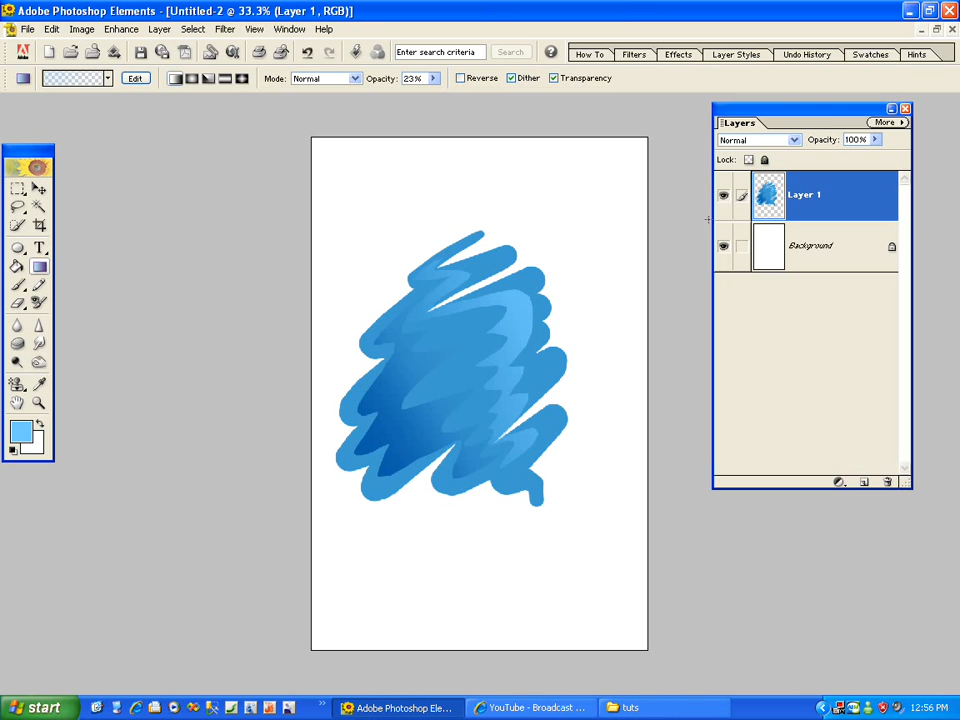 Adobe Photoshop Elements - [Untitled-2 @ 33.3% (Layer 1, RGB)]
File Edit Image Enhance Layer Select Filter View Window Help
Enter search criteria Search How To Filters Effects Layer Styles Undo History Swatches Hints
Edit Mode: Normal Opacity: 23% Reverse Dither Transparency
Layers More
Normal Opacity: 100%
Lock:
Layer 1
Background
start Adobe Photoshop Ele... YouTube - Broadcast ... tuts 12:56 PM